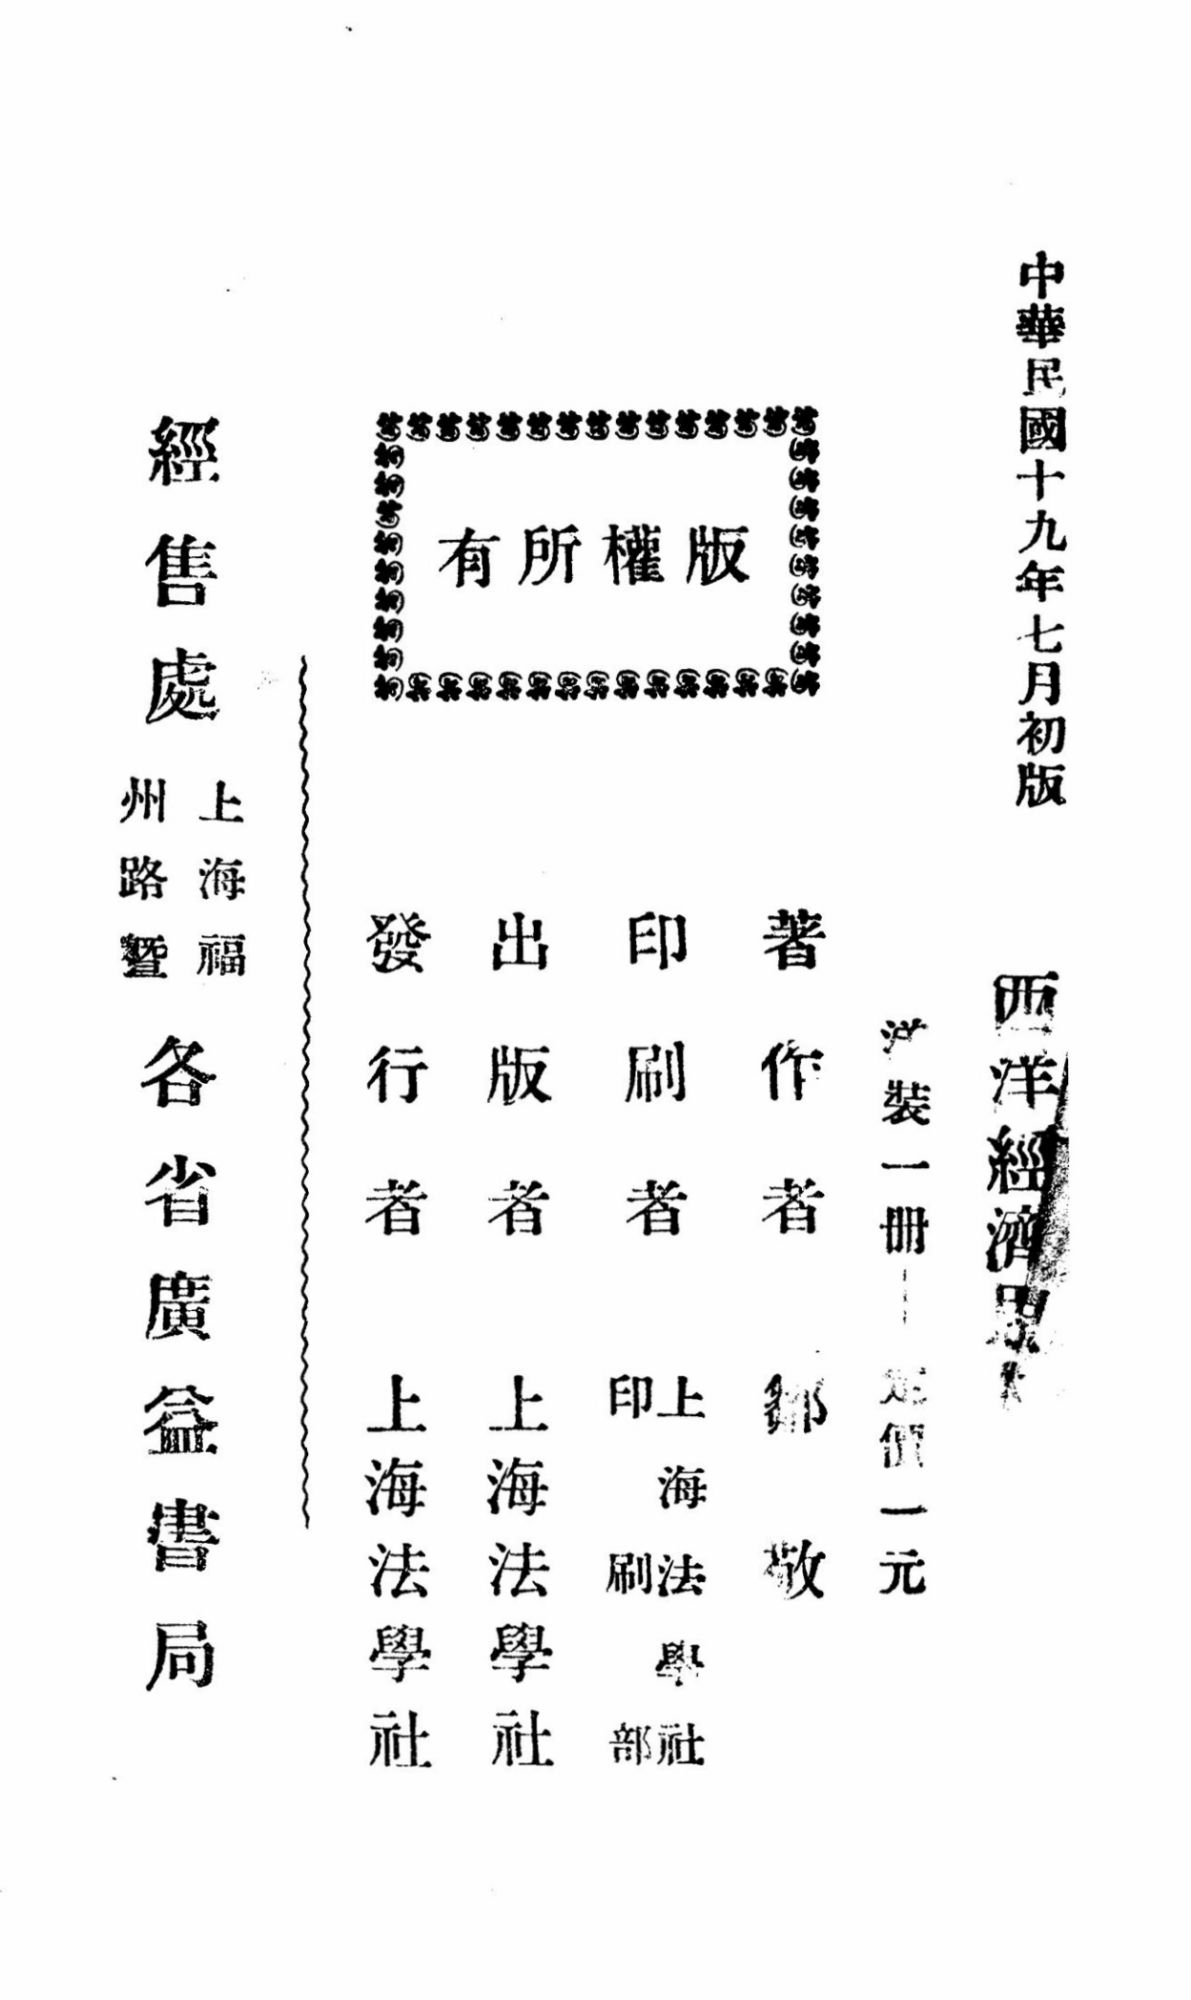 中華民國十九年七月初版
西洋經濟思
洋裝一冊——定價一元
版權所有
著作者 鄒敬
印刷者 上海法學社
印刷部
出版者 上海法學社
發行者 上海法學社
經售處 上海福
州路暨
各省廣益書局